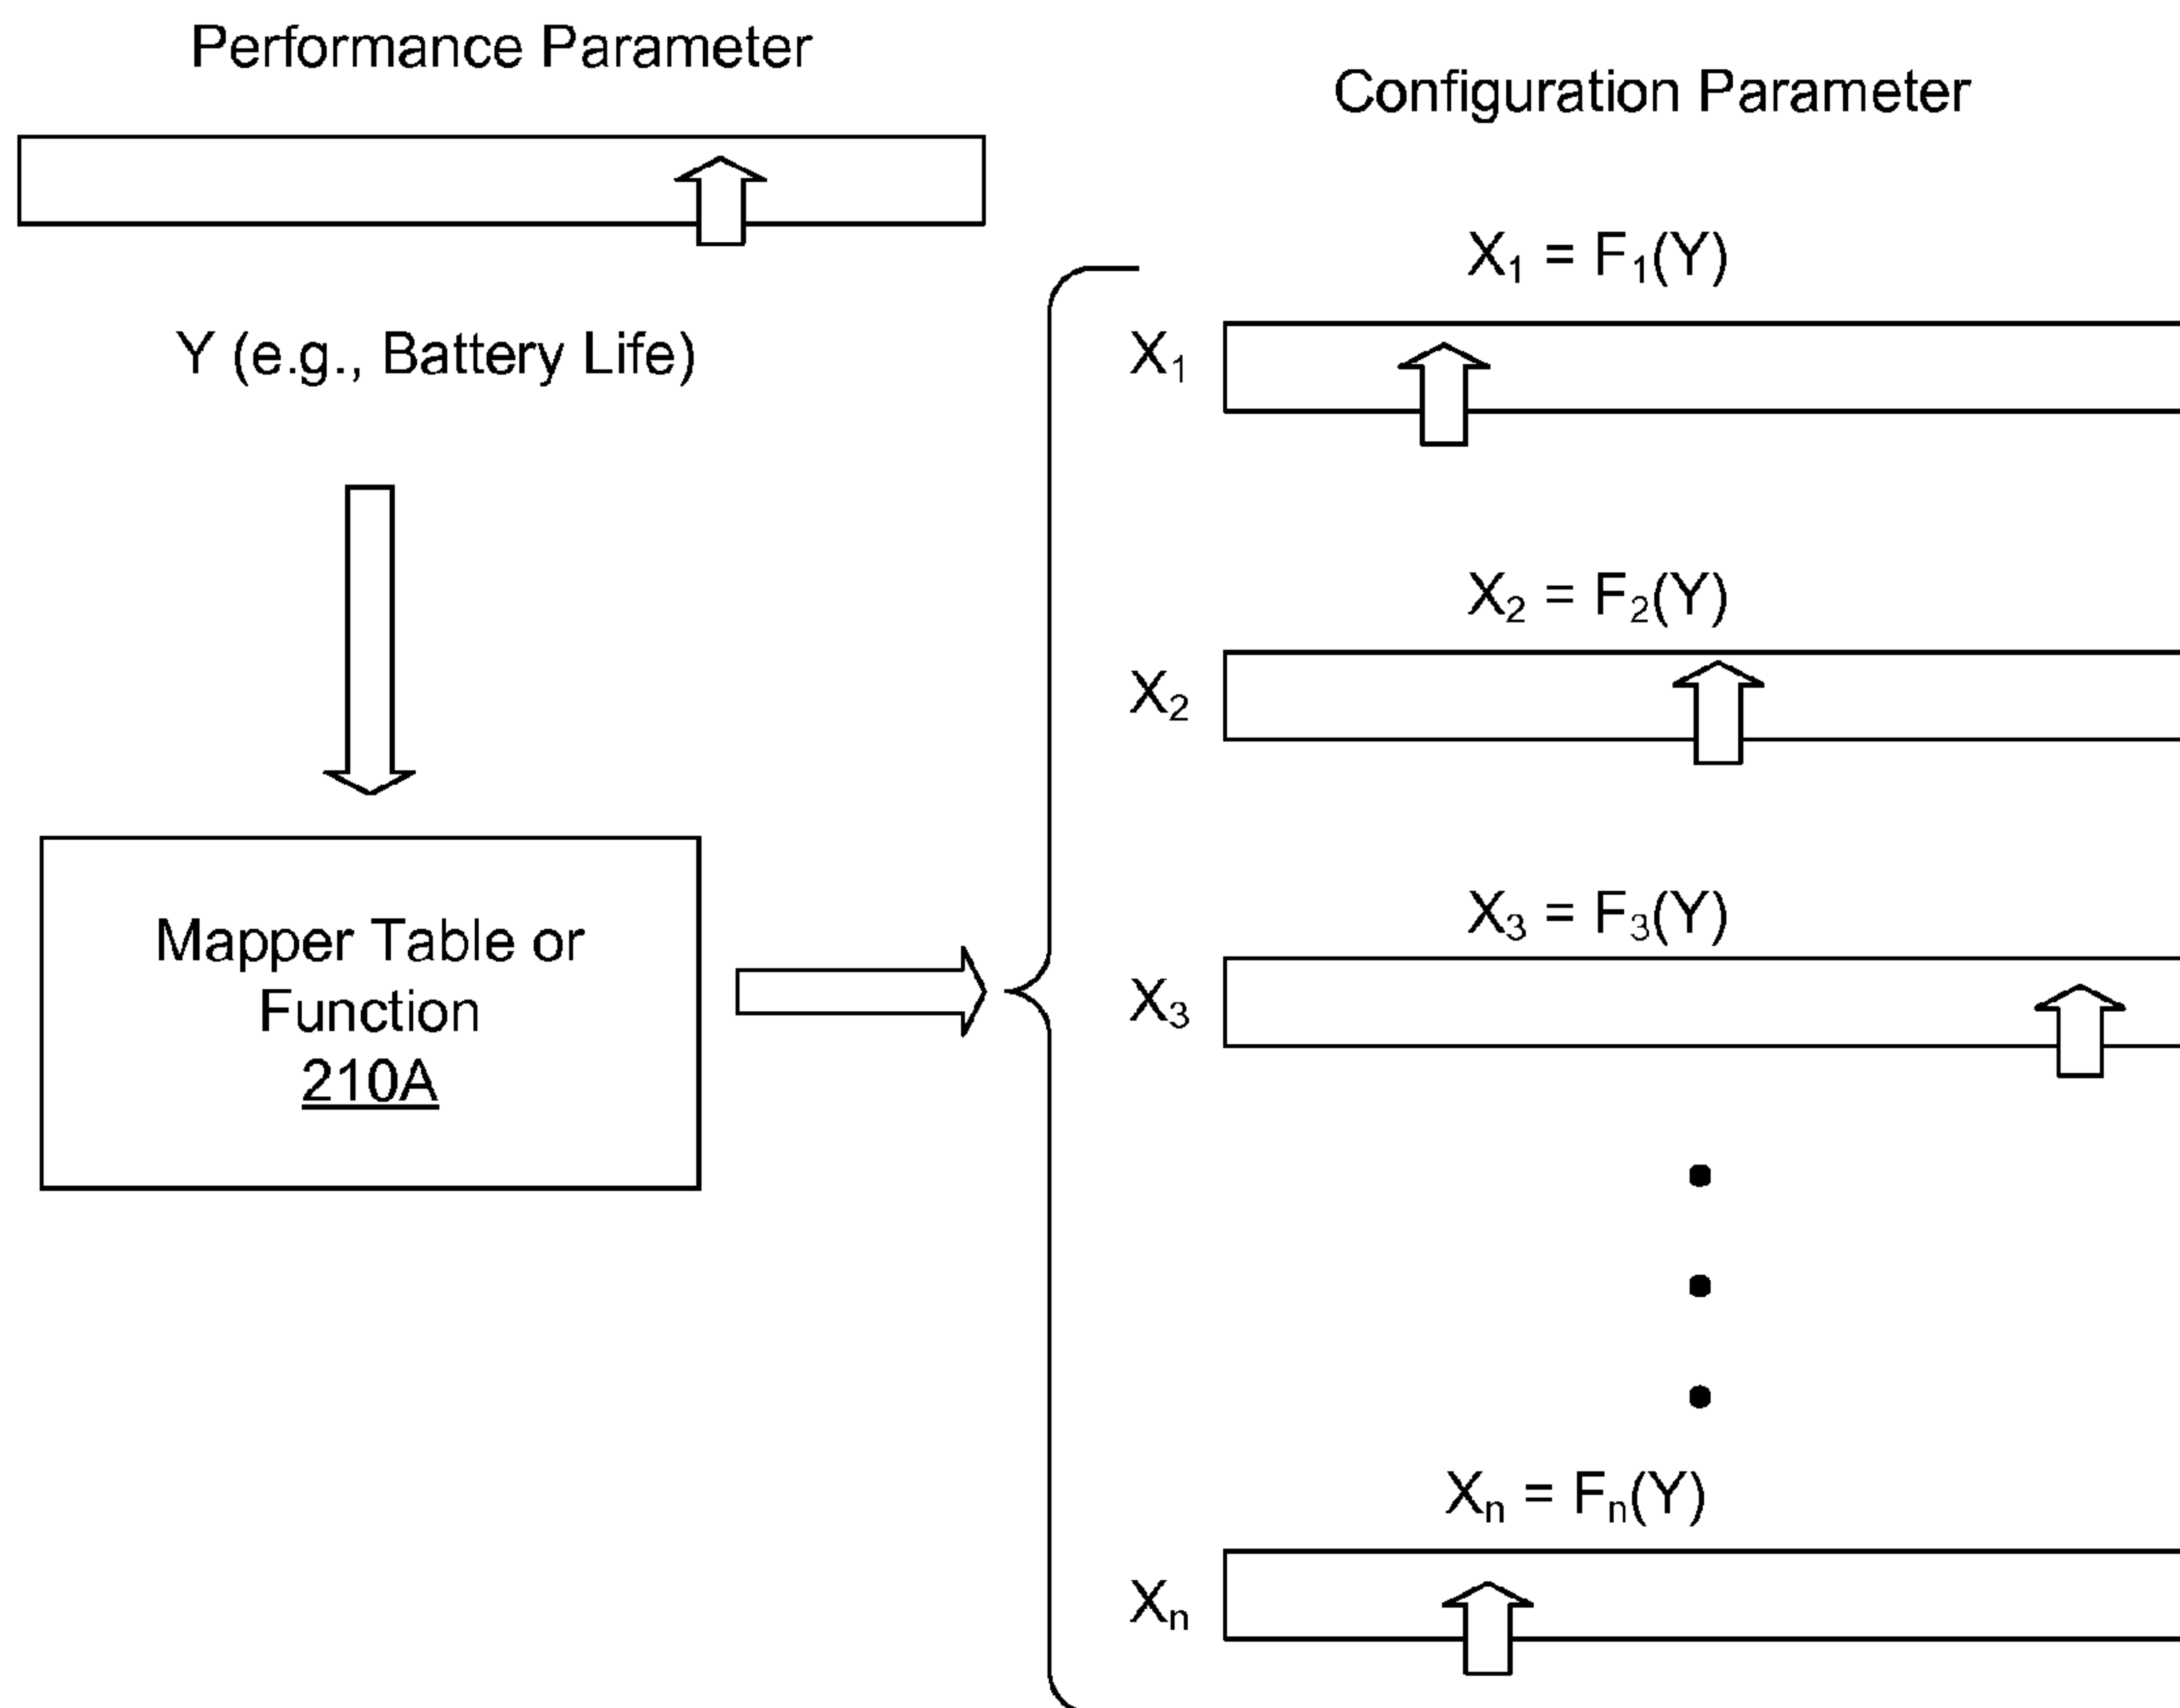 Performance Parameter
Y (e.g., Battery Life)
Mapper Table or
Function
210A
Configuration Parameter
X₁ = F₁(Y)
X₁
X₂ = F₂(Y)
X₂
X₃ = F₃(Y)
X₃
Xₙ = Fₙ(Y)
Xₙ